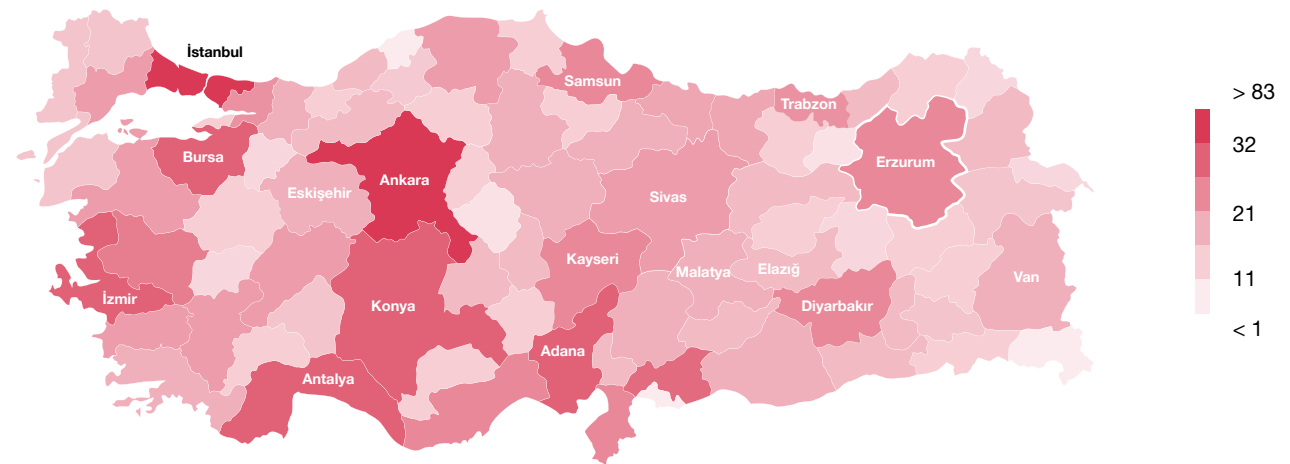 İstanbul
Samsun
Trabzon
Bursa
Erzurum
Ankara
Eskişehir
Sivas
Kayseri
Malatya
Elazığ
Van
İzmir
Konya
Diyarbakır
Adana
Antalya
> 83
32
21
11
< 1